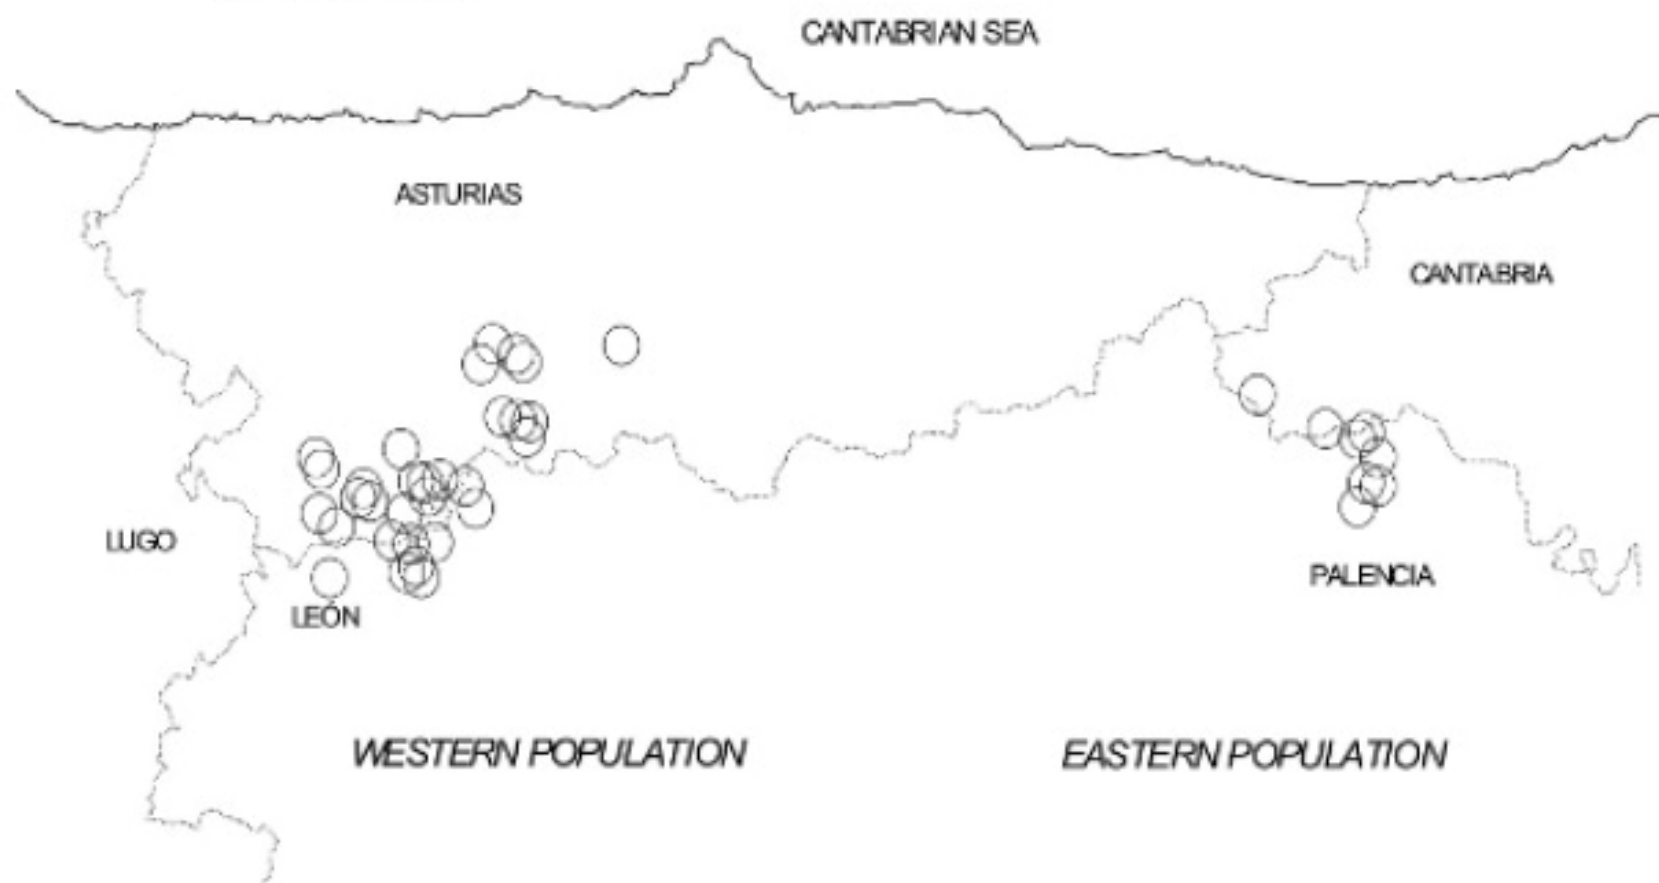 CANTABRIAN SEA
ASTURIAS
CANTABRIA
LUGO
PALENCIA
LEÓN
WESTERN POPULATION
EASTERN POPULATION